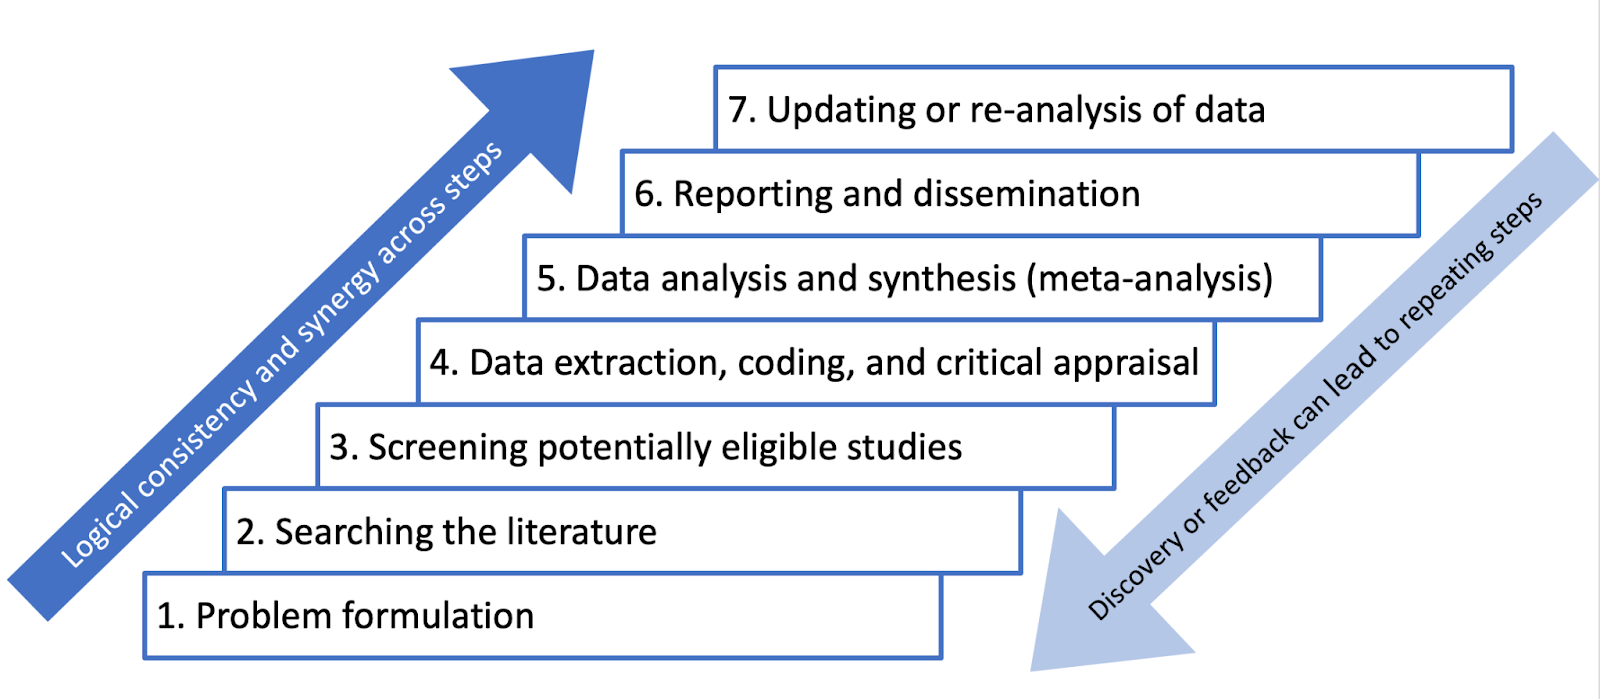 Logical consistency and synergy across steps
7. Updating or re-analysis of data
6. Reporting and dissemination
5. Data analysis and synthesis (meta-analysis)
4. Data extraction, coding, and critical appraisal
3. Screening potentially eligible studies
2. Searching the literature
1. Problem formulation
Discovery or feedback can lead to repeating steps